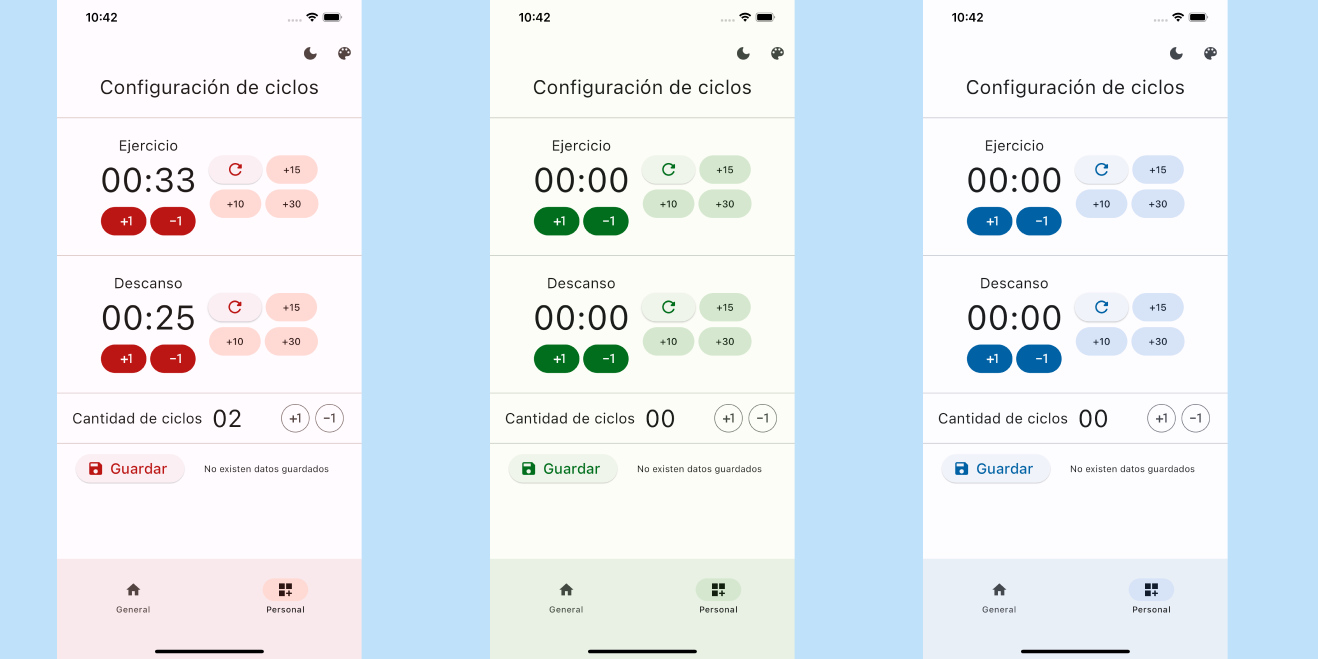 10:42
Configuración de ciclos
Ejercicio
00:33
+15
+10
+30
+1
−1
Descanso
00:25
+15
+10
+30
+1
−1
Cantidad de ciclos 02
+1
−1
Guardar
No existen datos guardados
General
Personal
10:42
Configuración de ciclos
Ejercicio
00:00
+15
+10
+30
+1
−1
Descanso
00:00
+15
+10
+30
+1
−1
Cantidad de ciclos 00
+1
−1
Guardar
No existen datos guardados
General
Personal
10:42
Configuración de ciclos
Ejercicio
00:00
+15
+10
+30
+1
−1
Descanso
00:00
+15
+10
+30
+1
−1
Cantidad de ciclos 00
+1
−1
Guardar
No existen datos guardados
General
Personal